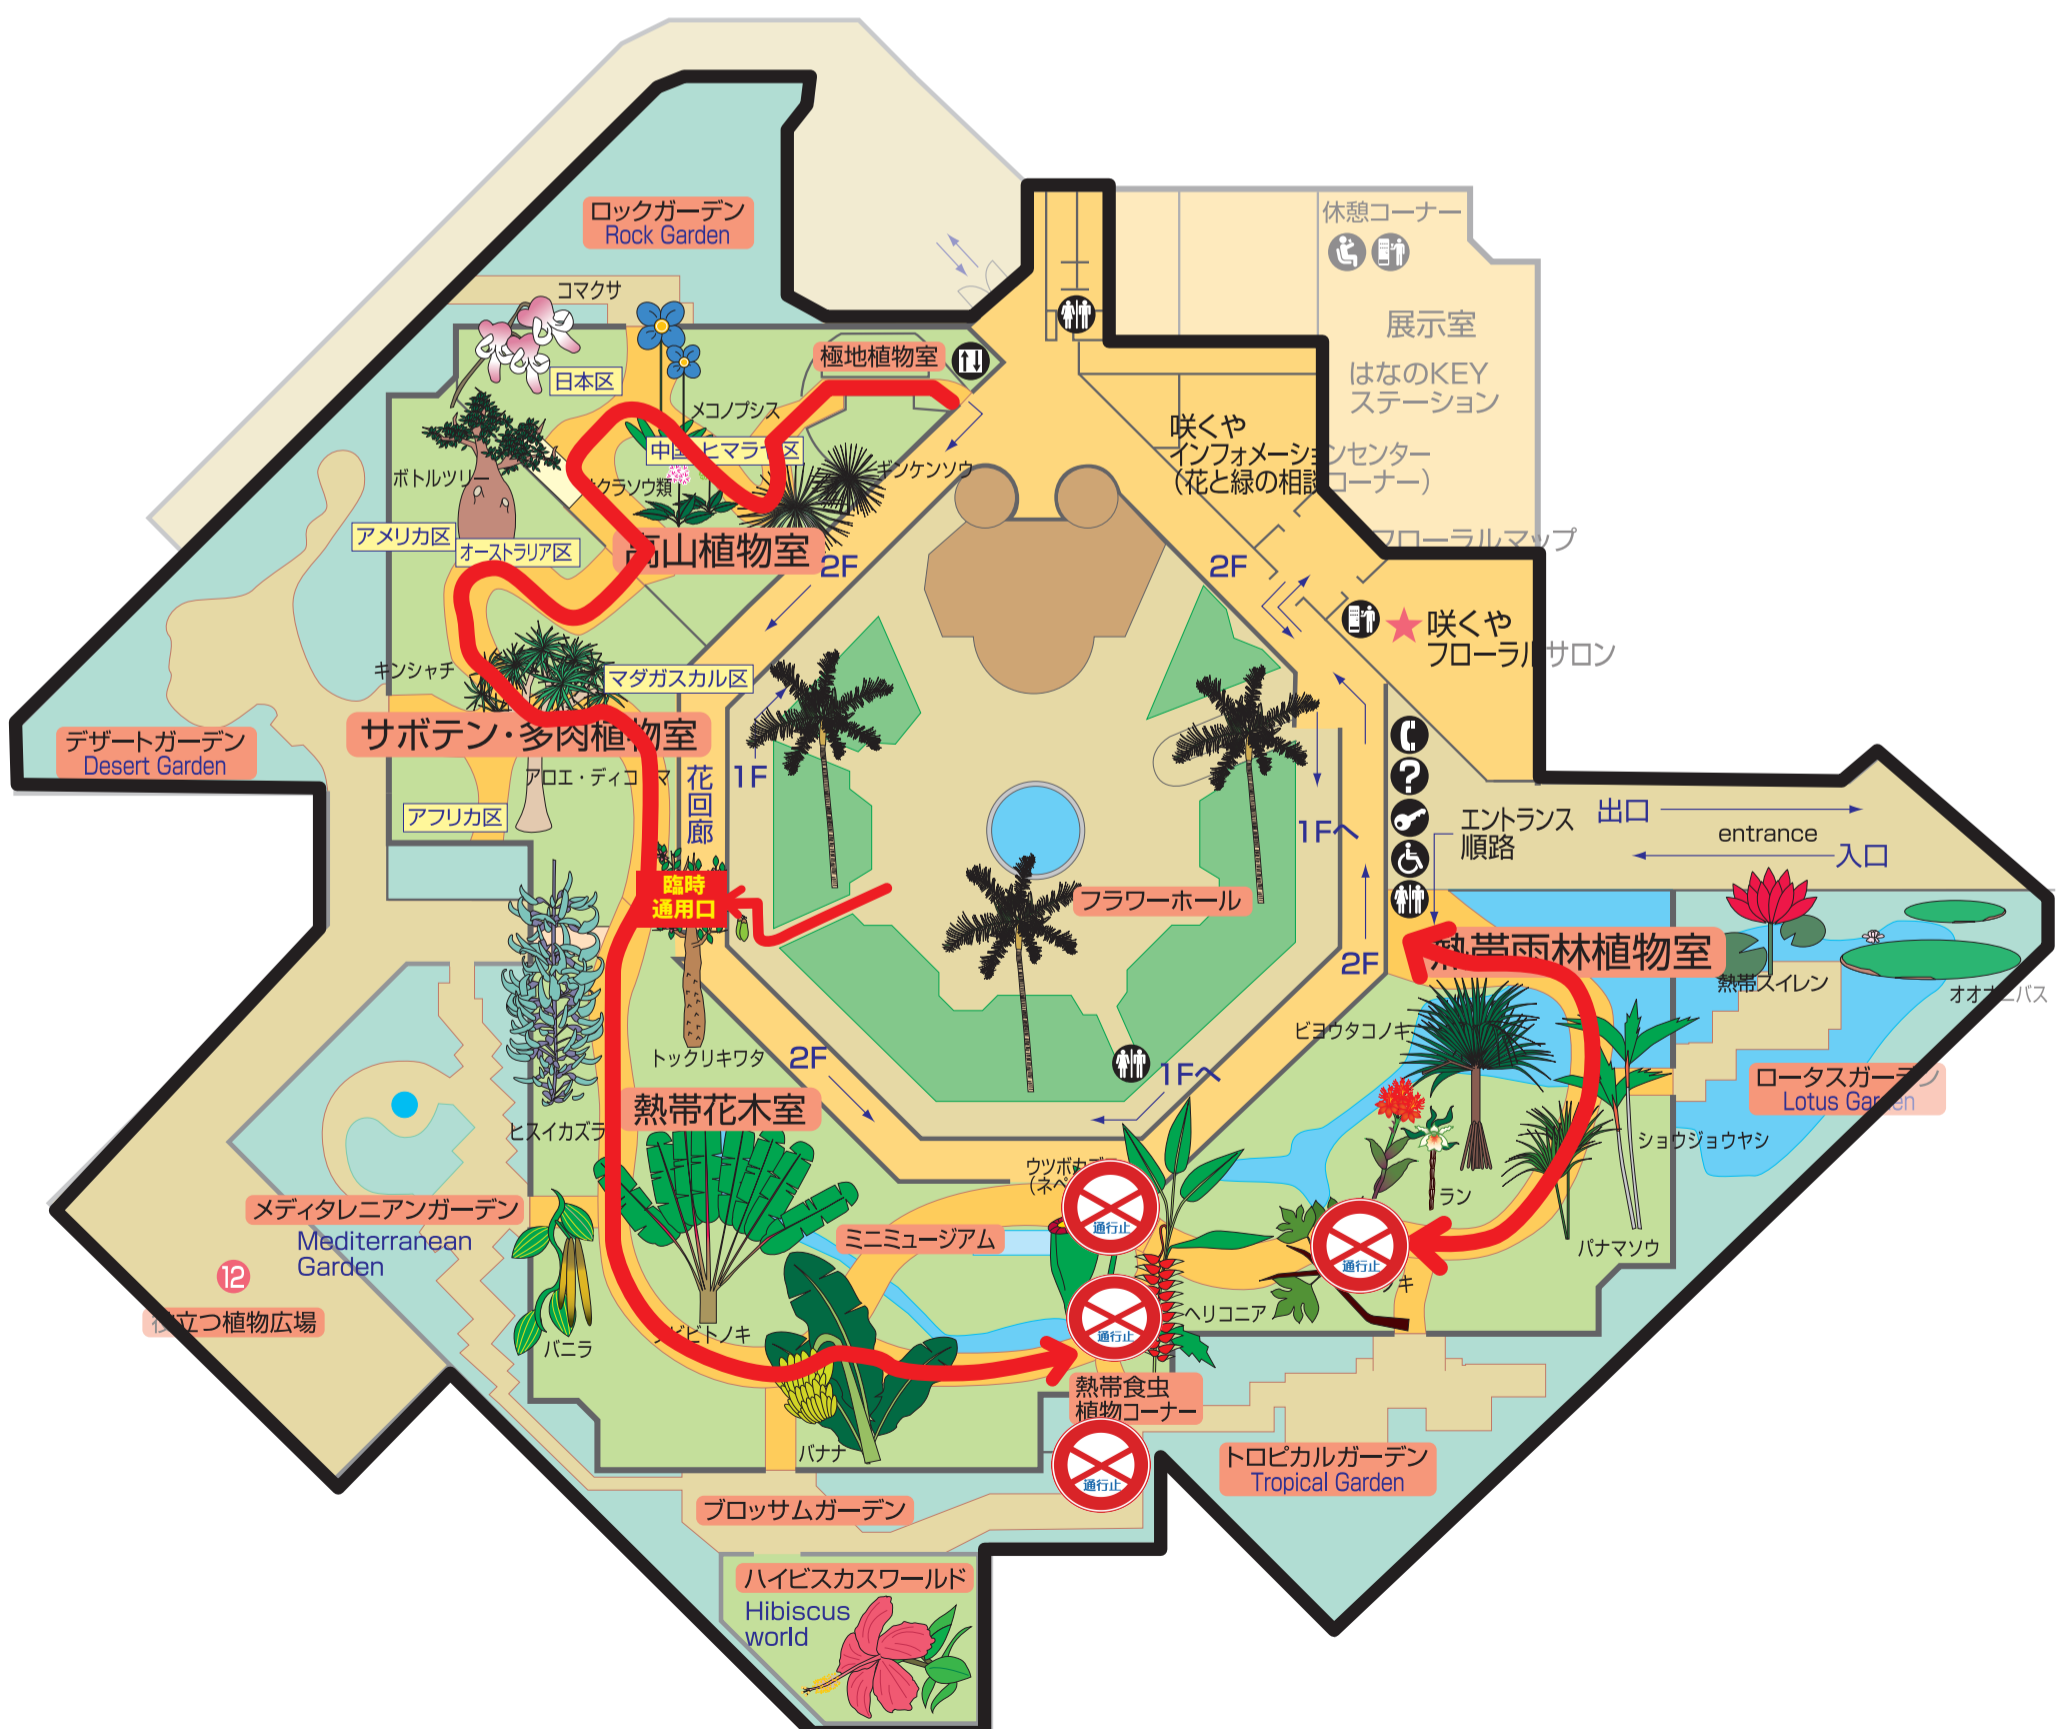 ロックガーデン
Rock Garden
休憩コーナー
コマクサ
展示室
極地植物室
はなのKEY
ステーション
日本区
メコノプシス
咲くや
インフォメーションセンター
(花と緑の相談コーナー)
中国 ヒマラヤ区
ボトルツリー
クラソウ類
ギンケンソウ
アメリカ区
オーストラリア区
高山植物室
2F
2F
フローラルマップ
咲くや
フローラルサロン
キンシャチ
マダガスカル区
サボテン・多肉植物室
デザートガーデン
Desert Garden
アロエ・ディコ マ
花回廊
1F
アフリカ区
1Fへ
エントランス
順路
出口
entrance
入口
臨時
通用口
フラワーホール
熱帯雨林植物室
2F
熱帯スイレン
オオオニバス
ビヨウタコノキ
トックリキワタ
2F
1Fへ
ロータスガーデン
Lotus Garden
熱帯花木室
ヒスイカズラ
ショウジョウヤシ
ウツボカズ
(ネペ
ラン
メディタレニアンガーデン
Mediterranean
Garden
ミニミュージアム
通行止
通行止
パナマソウ
12
キ
役立つ植物広場
ビビトノキ
バニラ
通行止
ヘリコニア
熱帯食虫
植物コーナー
バナナ
通行止
トロピカルガーデン
Tropical Garden
ブロッサムガーデン
ハイビスカスワールド
Hibiscus
world